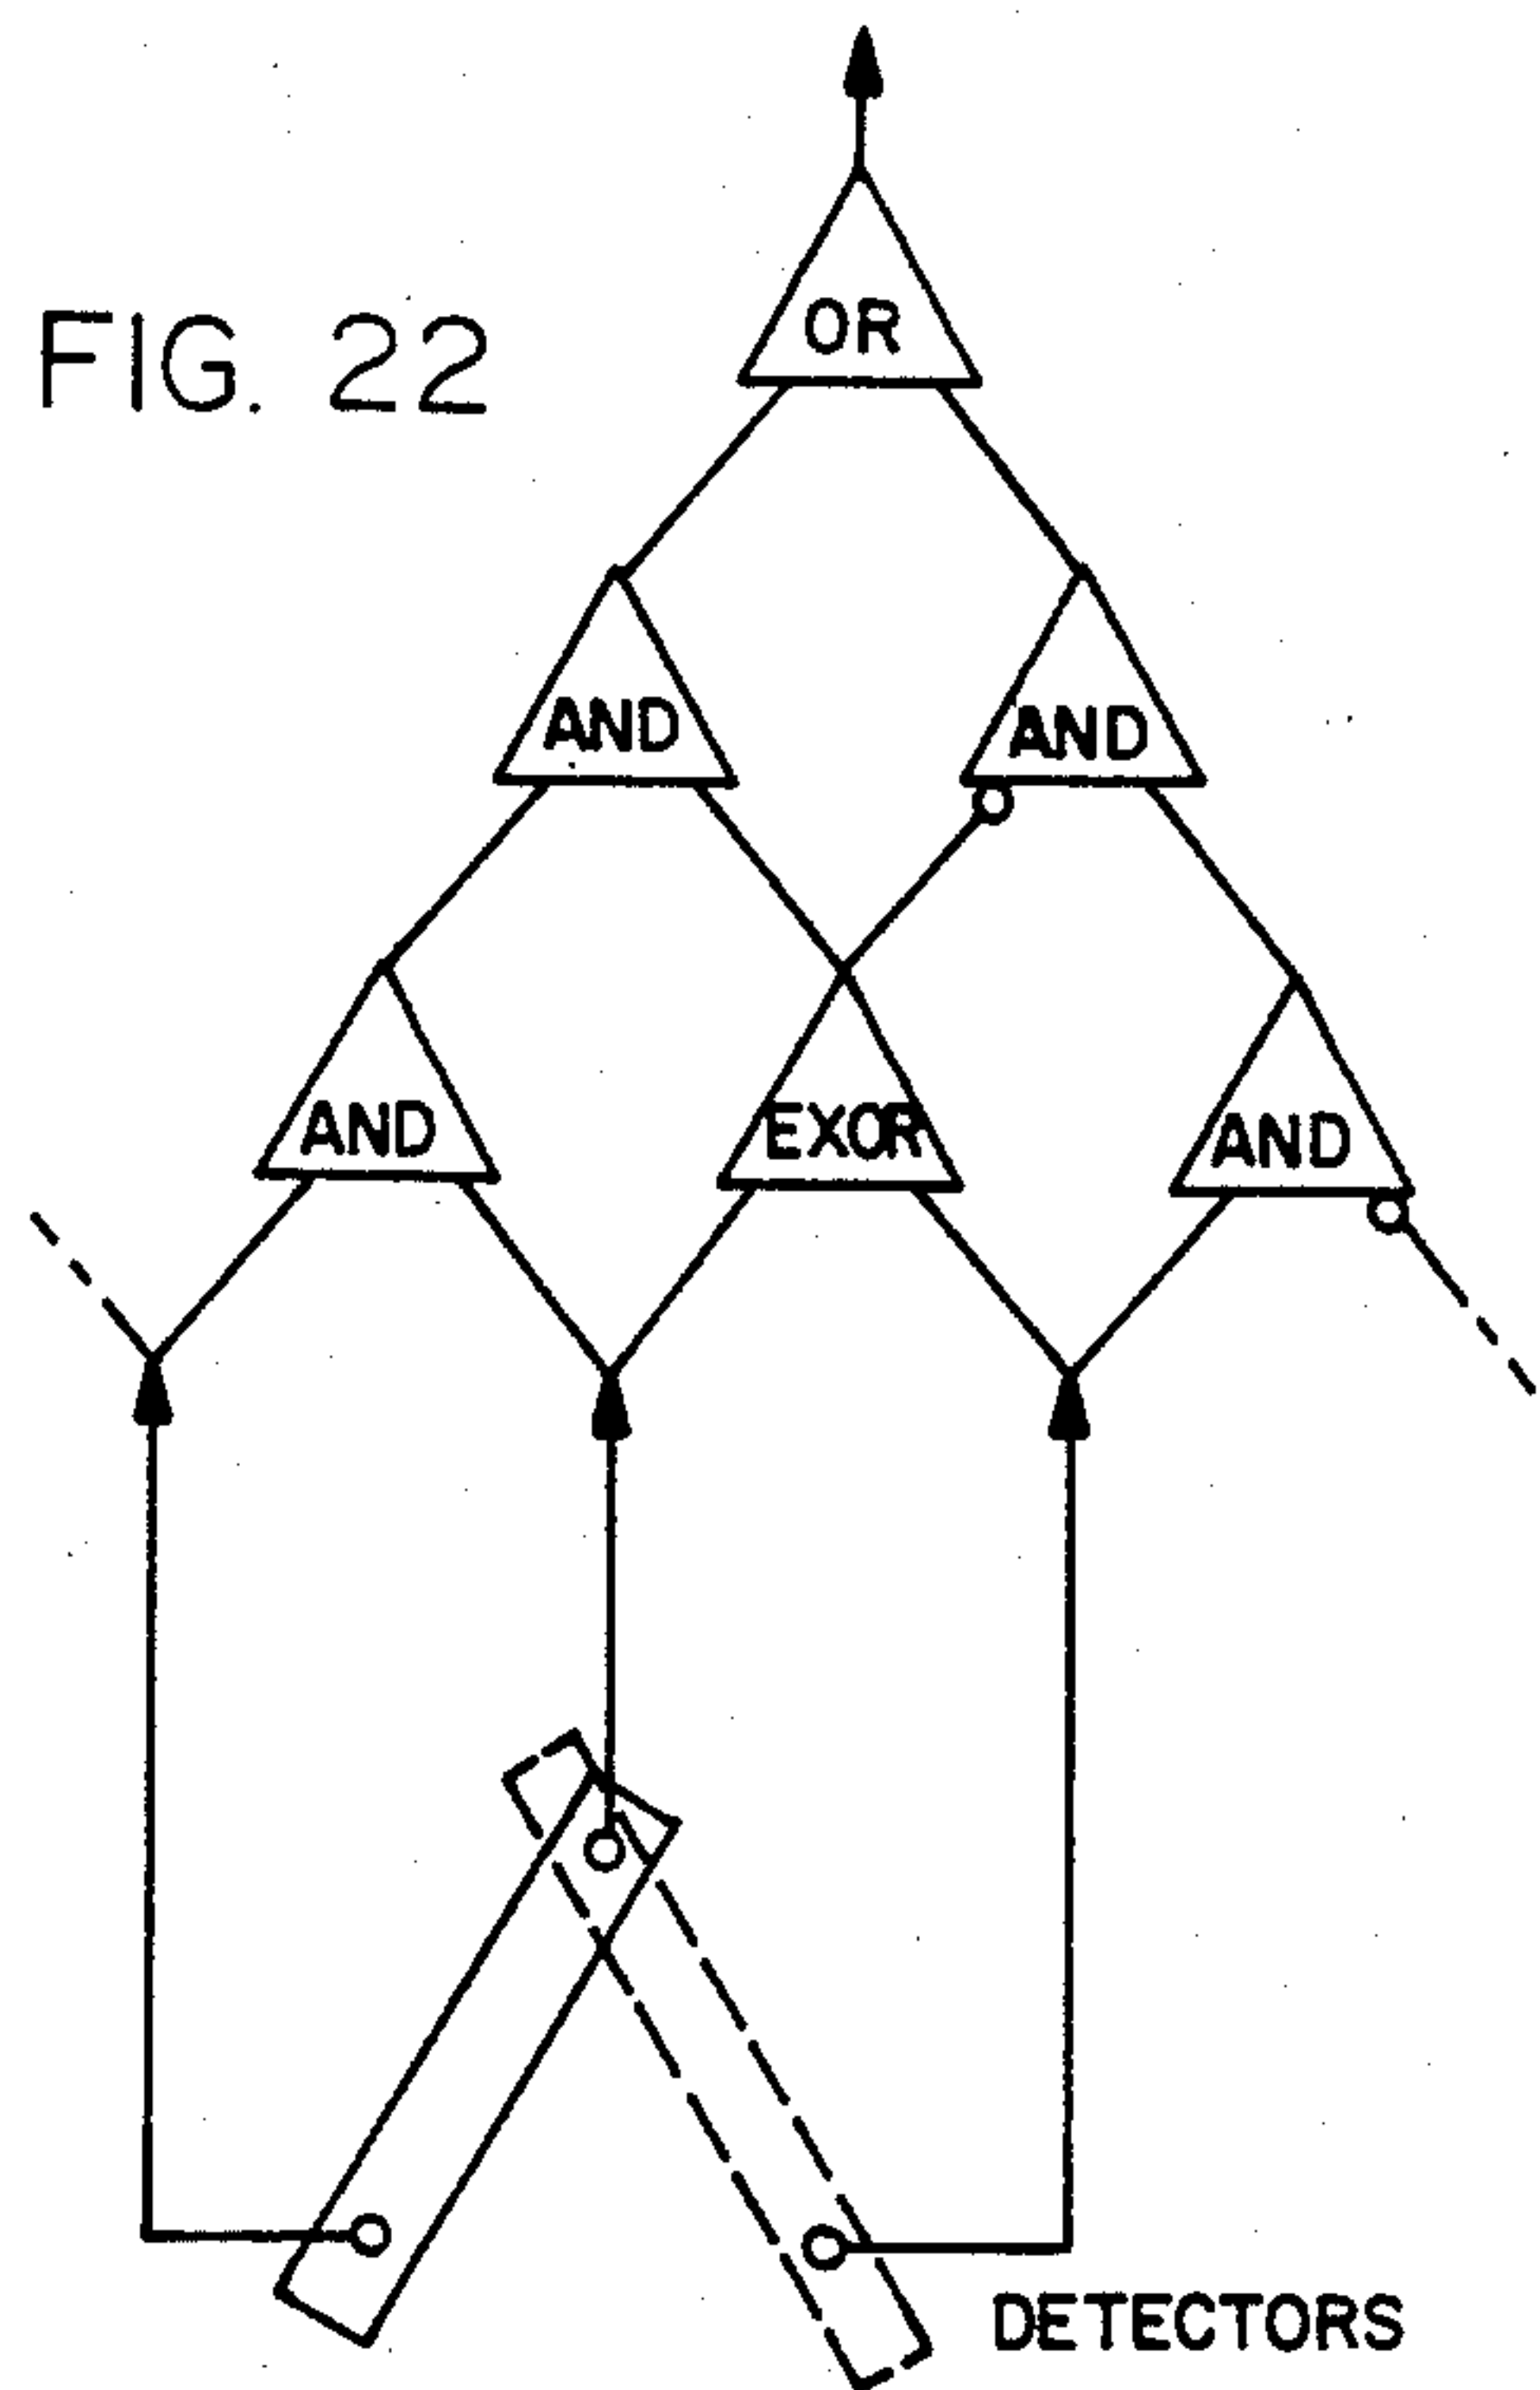 FIG. 22
OR
AND AND
AND EXOR AND
DETECTORS